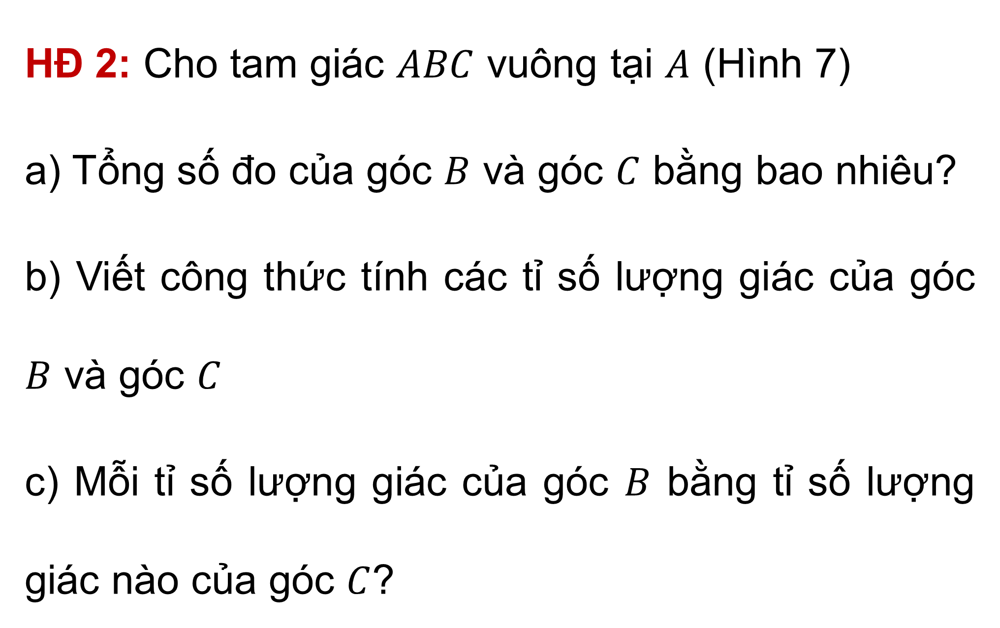 HĐ 2: Cho tam giác ABC vuông tại A (Hình 7)
a) Tổng số đo của góc B và góc C bằng bao nhiêu?
b) Viết công thức tính các tỉ số lượng giác của góc
B và góc C
c) Mỗi tỉ số lượng giác của góc B bằng tỉ số lượng
giác nào của góc C?